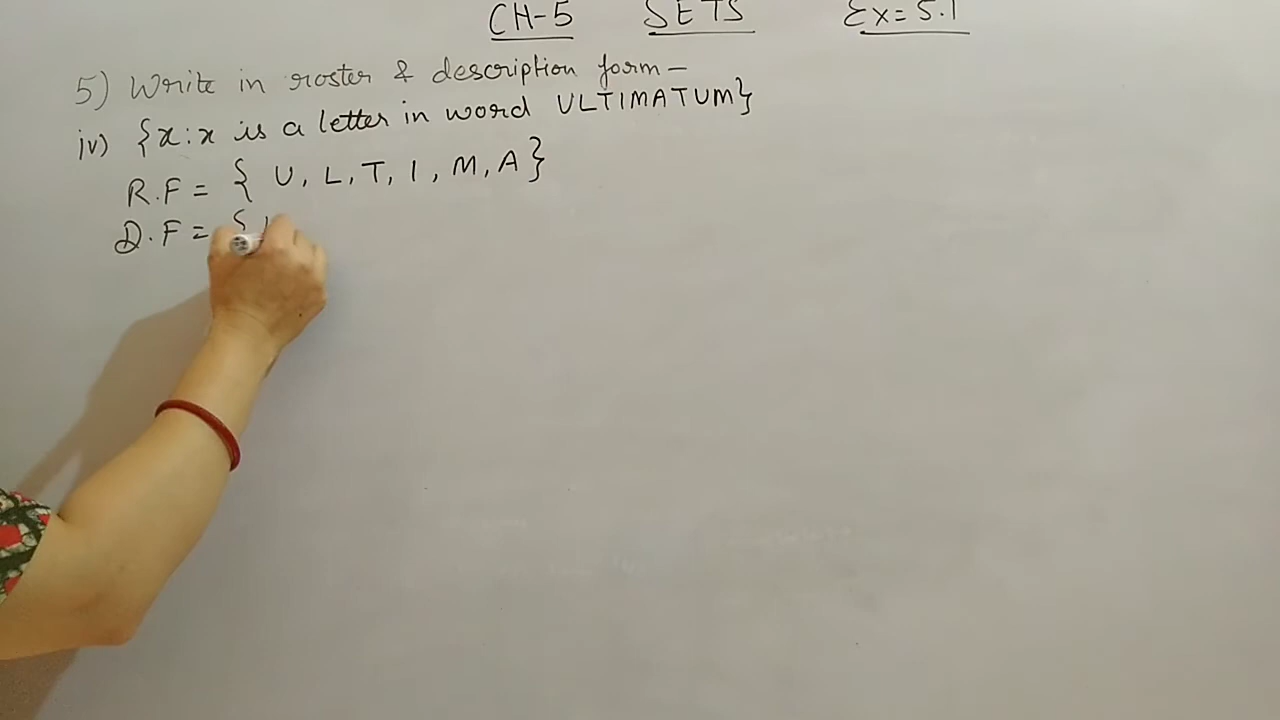 CH-5 SETS Ex=5.1
5) Write in roster & description form-
iv) {x:x is a letter in word ULTIMATUM}
R.F = { U, L, T, I, M, A }
D.F = {